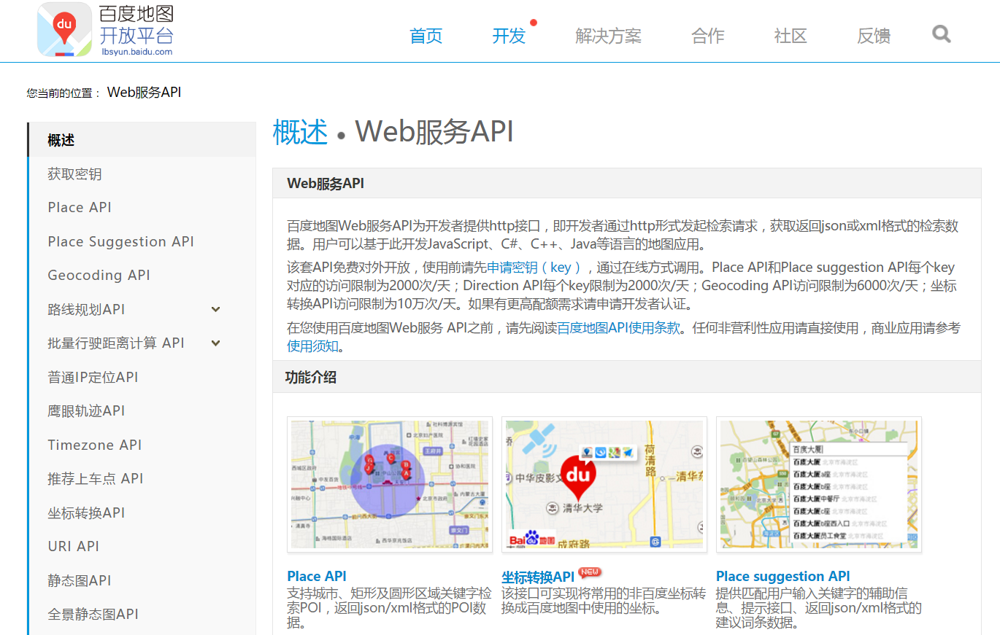 du
百度地图
开放平台
lbsyun.baidu.com
首页
开发
解决方案
合作
社区
反馈
您当前的位置： Web服务API
概述
获取密钥
Place API
Place Suggestion API
Geocoding API
路线规划API
批量行驶距离计算 API
普通IP定位API
鹰眼轨迹API
Timezone API
推荐上车点 API
坐标转换API
URI API
静态图API
全景静态图API
概述 • Web服务API
Web服务API
百度地图Web服务API为开发者提供http接口，即开发者通过http形式发起检索请求，获取返回json或xml格式的检索数
据。用户可以基于此开发JavaScript、C#、C++、Java等语言的地图应用。
该套API免费对外开放，使用前请先申请密钥（key），通过在线方式调用。Place API和Place suggestion API每个key
对应的访问限制为2000次/天；Direction API每个key限制为2000次/天；Geocoding API访问限制为6000次/天；坐标
转换API访问限制为10万次/天。如果有更高配额需求请申请开发者认证。
在您使用百度地图Web服务 API之前，请先阅读百度地图API使用条款。任何非营利性应用请直接使用，商业应用请参考
使用须知。
功能介绍
中海
王府井
协和医院
中山公园
北京市政府
崇文门
荷清路
中华皮影文
清华东
du
清华大学
Bai 地图
成府路
百度大厦
百度大厦 北京市海淀区
百度大厦a座 北京市海淀区
百度大厦b座 北京市海淀区
百度大厦中餐厅 北京市海淀区
百度大厦c座 北京市海淀区
百度大厦b座西入口 北京市海淀区
百度大厦员工食堂 北京市海淀区
Place API
支持城市、矩形及圆形区域关键字检
索POI，返回json/xml格式的POI数
据。
坐标转换API NEW
该接口可实现将常用的非百度坐标转
换成百度地图中使用的坐标。
Place suggestion API
提供匹配用户输入关键字的辅助信
息、提示接口、返回json/xml格式的
建议词条数据。